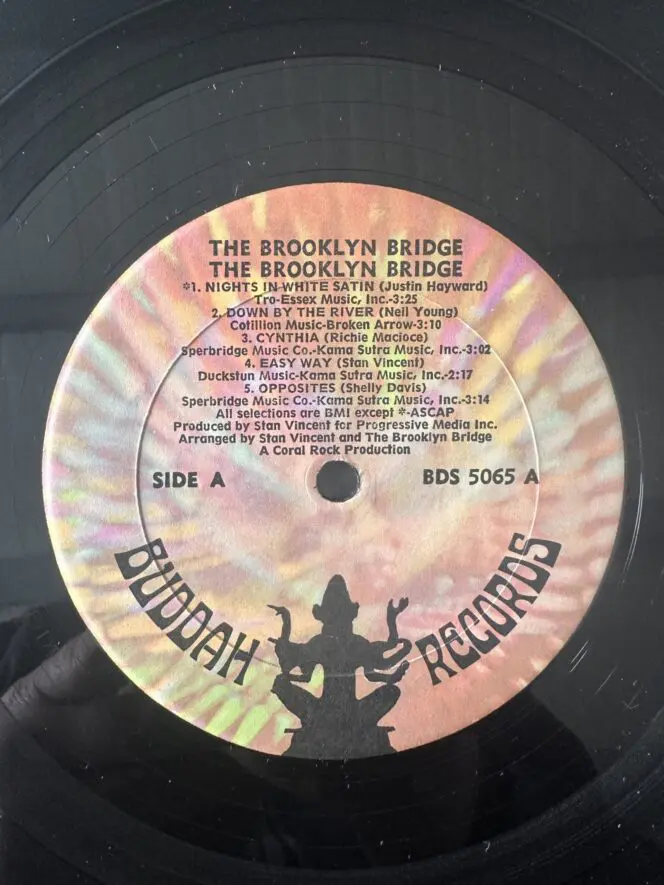 THE BROOKLYN BRIDGE
THE BROOKLYN BRIDGE
*1. NIGHTS IN WHITE SATIN (Justin Hayward)
Tro-Essex Music, Inc.-3:25
2. DOWN BY THE RIVER (Neil Young)
Cotillion Music-Broken Arrow-3:10
3. CYNTHIA (Richie Macioce)
Sperbridge Music Co.-Kama Sutra Music, Inc.-3:02
4. EASY WAY (Stan Vincent)
Duckstun Music-Kama Sutra Music, Inc.-2:17
5. OPPOSITES (Shelly Davis)
Sperbridge Music Co.-Kama Sutra Music, Inc.-3:14
All selections are BMI except *-ASCAP
Produced by Stan Vincent for Progressive Media Inc.
Arranged by Stan Vincent and The Brooklyn Bridge
A Coral Rock Production
SIDE A
BDS 5065 A
BUDDAH RECORDS